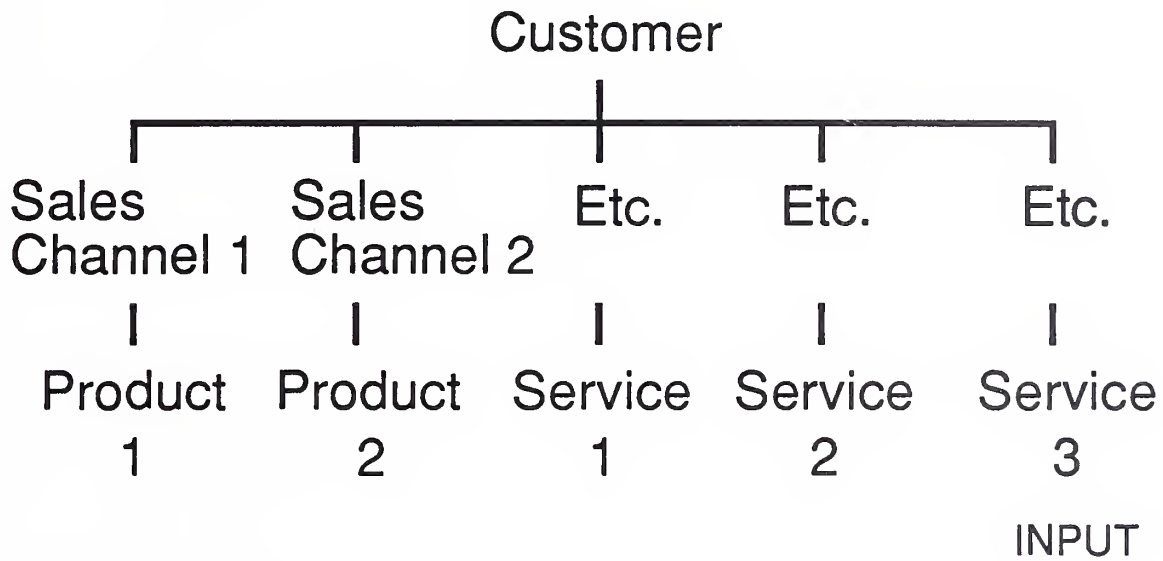 Customer
Sales Channel 1
Sales Channel 2
Etc.
Etc.
Etc.
Product 1
Product 2
Service 1
Service 2
Service 3
INPUT